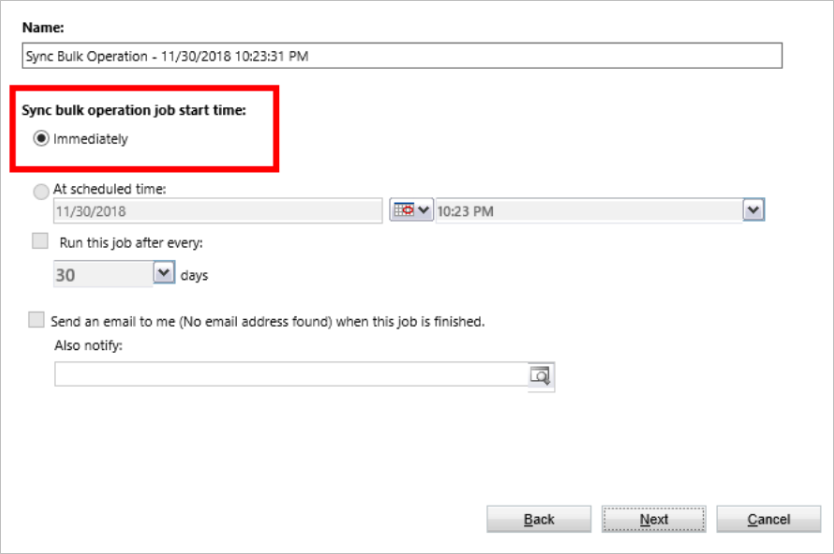 Name:
Sync Bulk Operation - 11/30/2018 10:23:31 PM
Sync bulk operation job start time:
Immediately
At scheduled time:
11/30/2018 10:23 PM
Run this job after every:
30 days
Send an email to me (No email address found) when this job is finished.
Also notify:
Back Next Cancel